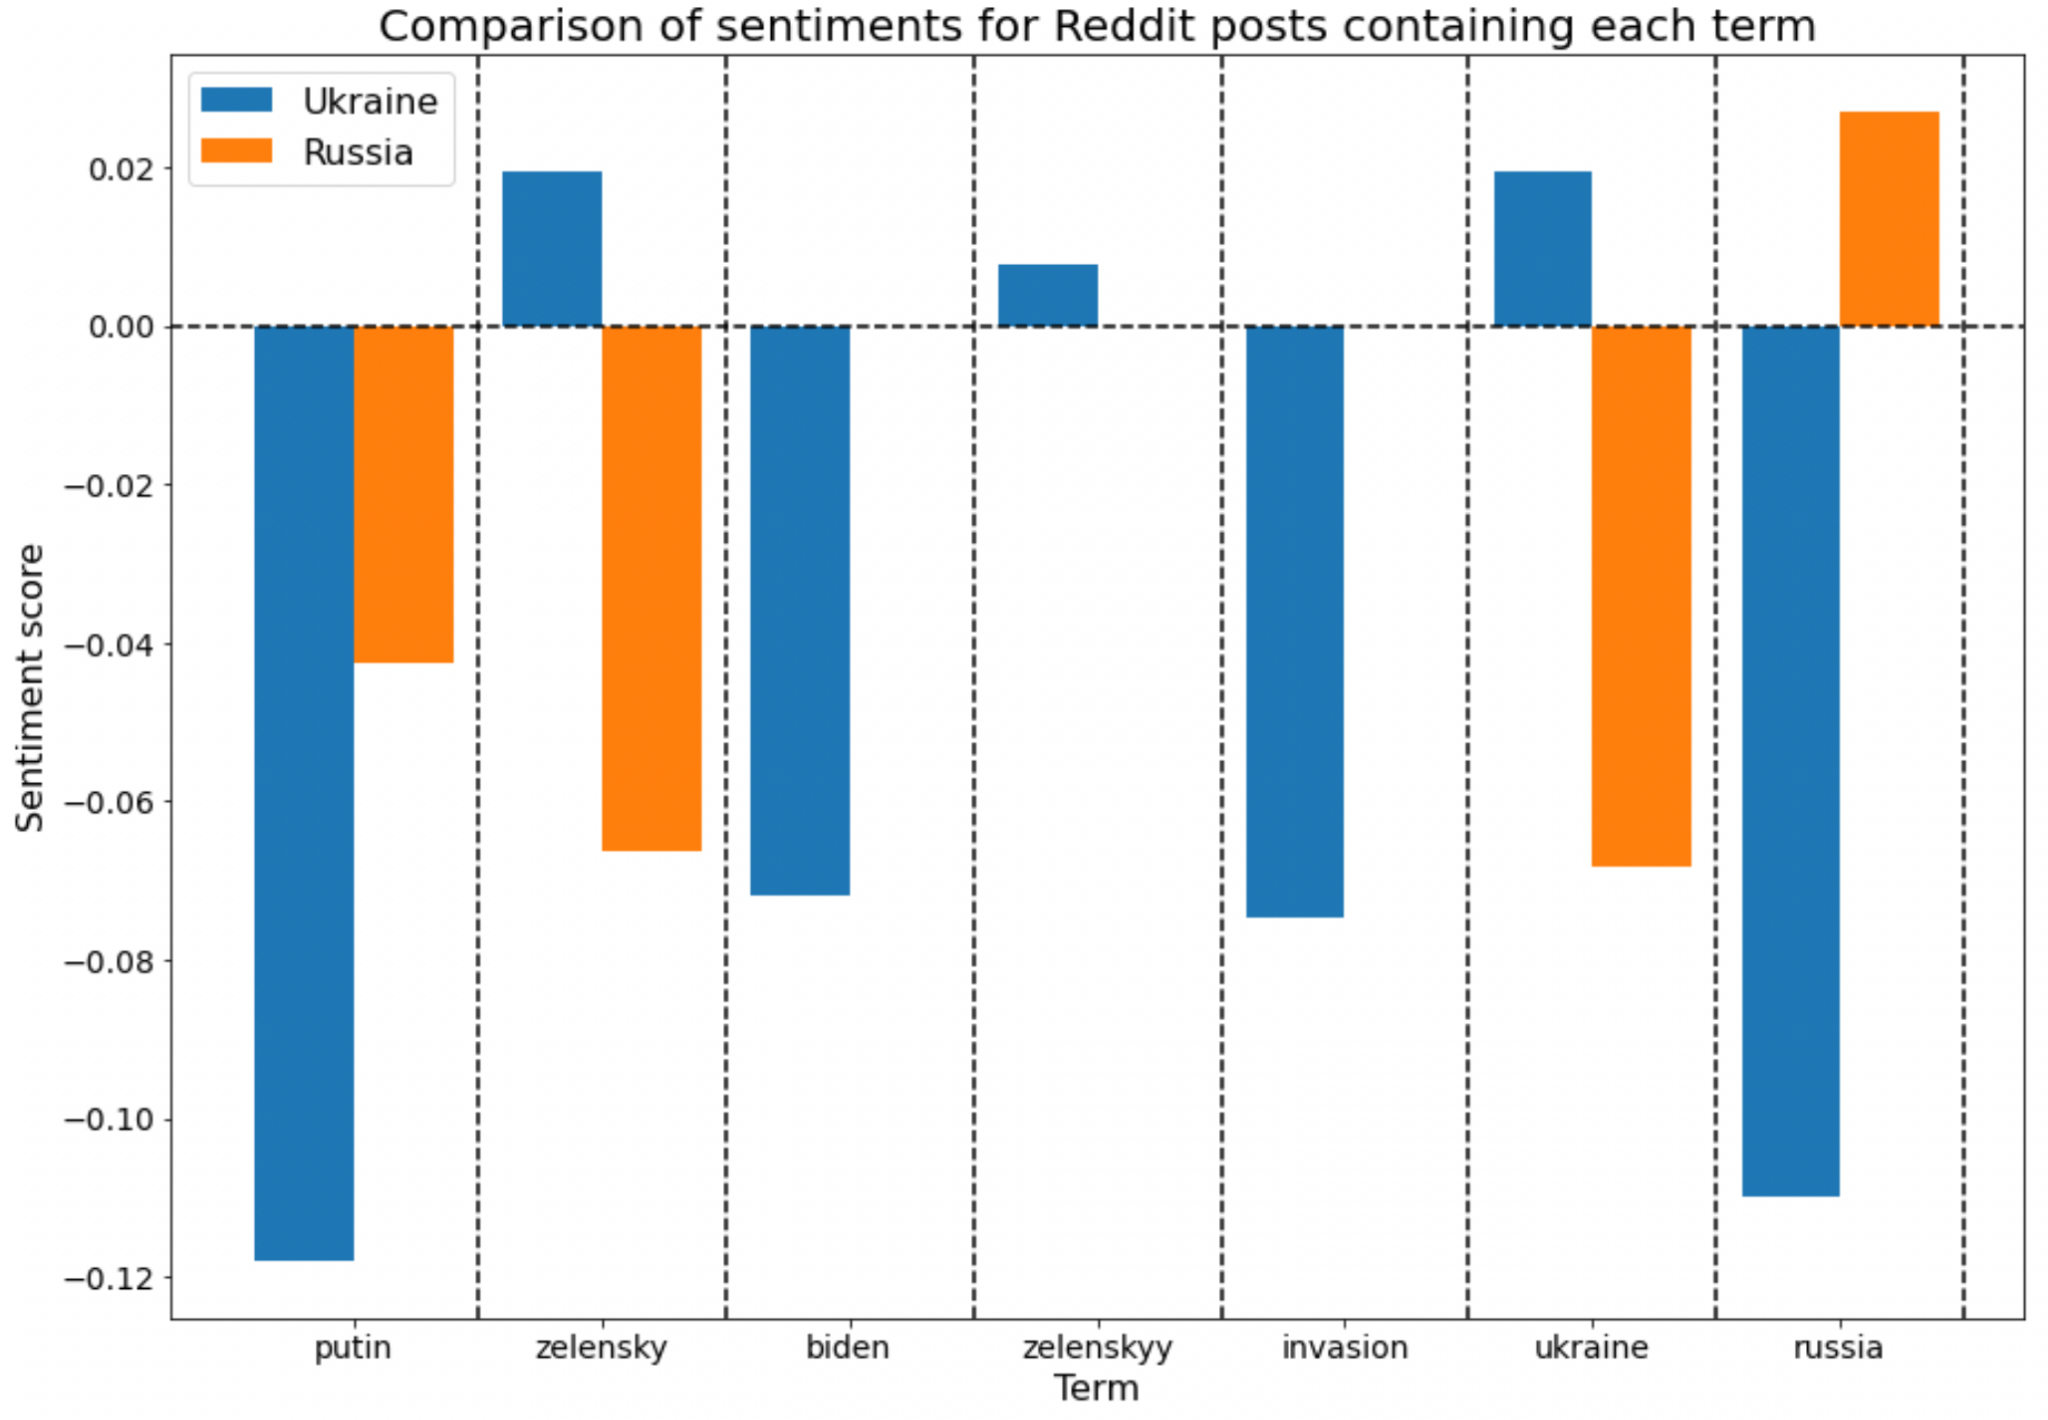 Comparison of sentiments for Reddit posts containing each term
Ukraine
Russia
0.02
0.00
−0.02
−0.04
−0.06
−0.08
−0.10
−0.12
Sentiment score
putin zelensky biden zelenskyy invasion ukraine russia
Term